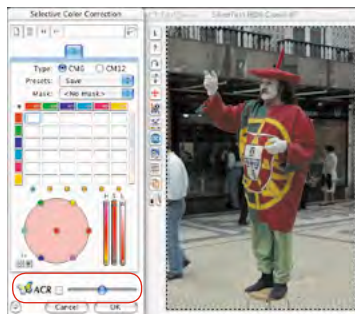 Selective Color Correction
Type: CM6 CM12
Presets: Save
Mask: <No Mask>
H S L
ACR
Cancel OK